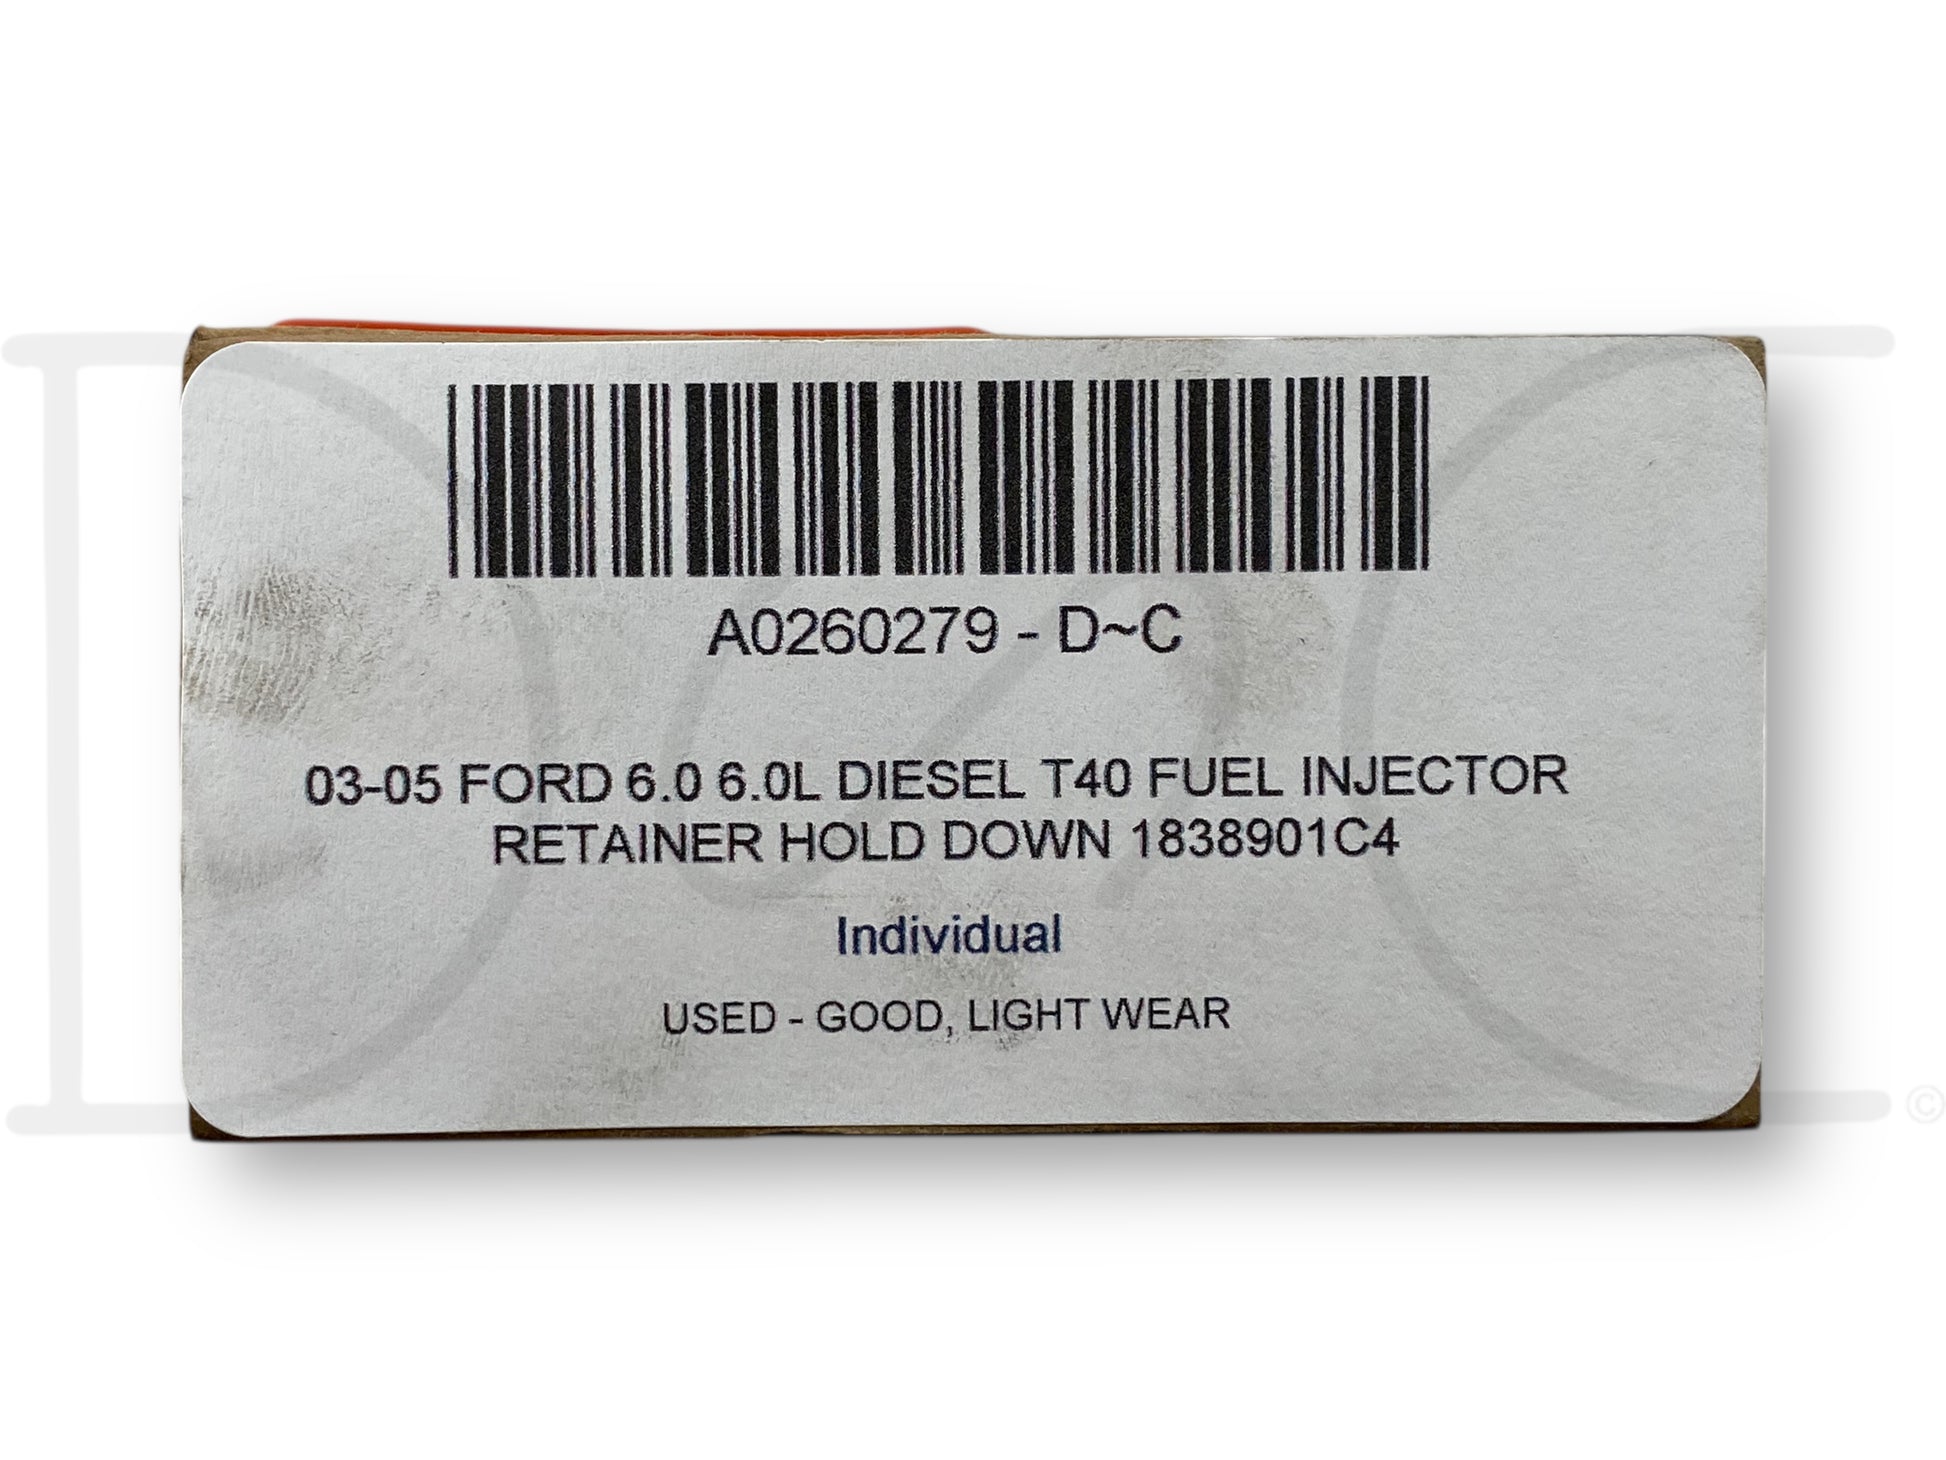 A0260279 - D~C
03-05 FORD 6.0 6.0L DIESEL T40 FUEL INJECTOR
RETAINER HOLD DOWN 1838901C4
Individual
USED - GOOD, LIGHT WEAR
©